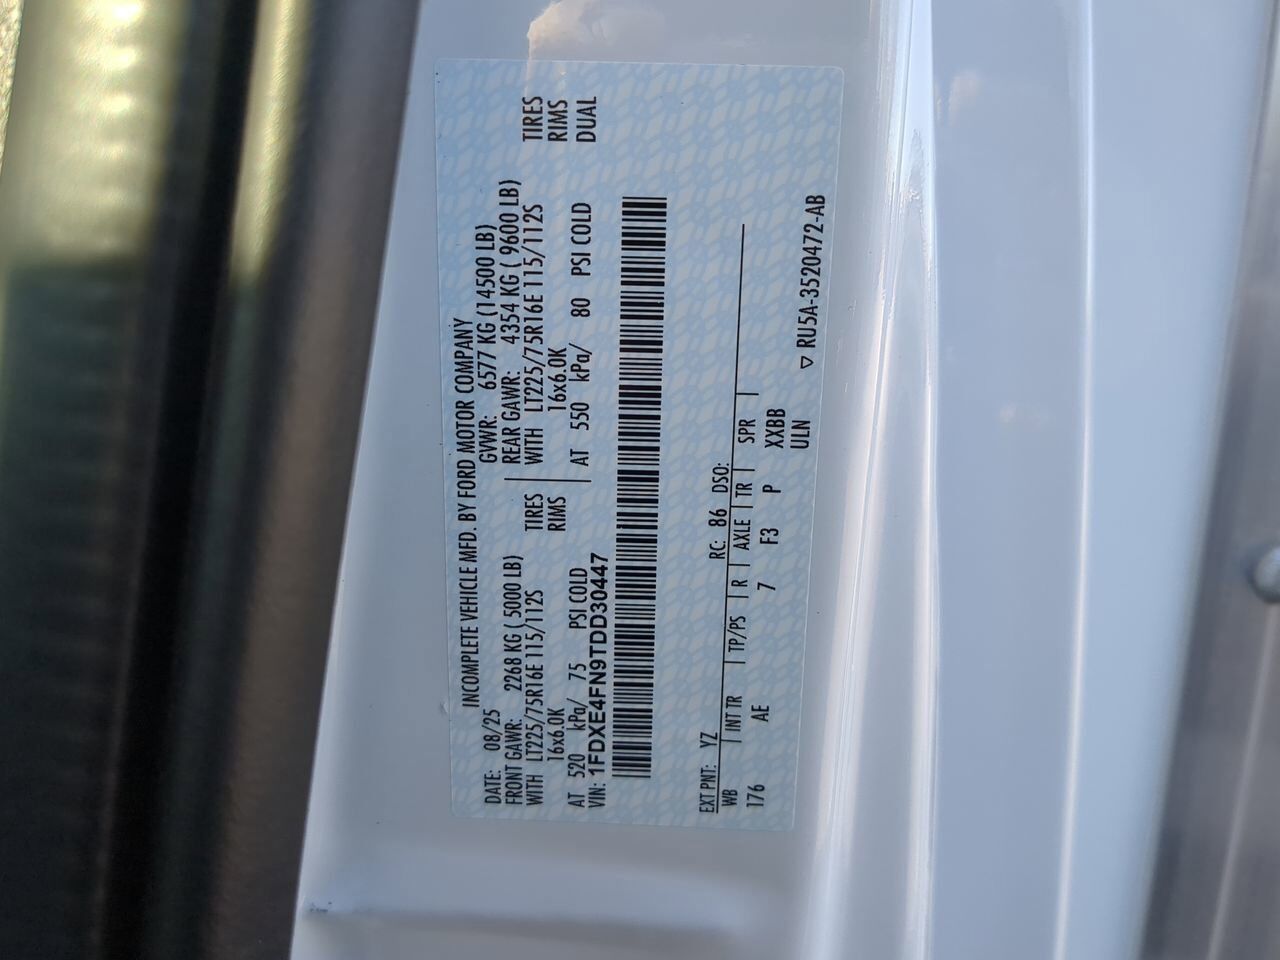 INCOMPLETE VEHICLE MFD. BY FORD MOTOR COMPANY
DATE: 08/25 GVWR: 6577 KG (14500 LB)
FRONT GAWR: 2268 KG ( 5000 LB) REAR GAWR: 4354 KG ( 9600 LB)
WITH LT225/75R16E 115/112S TIRES WITH LT225/75R16E 115/112S TIRES
16x6.0K RIMS 16x6.0K RIMS
AT 520 kPa/ 75 PSI COLD AT 550 kPa/ 80 PSI COLD DUAL
VIN: 1FDXE4FN9TDD30447
EXT PNT: YZ RC: 86 DSO:
WB INT TR TP/PS R AXLE TR SPR
176 AE 7 F3 P XXBB
ULN
▽ RU5A-3520472-AB